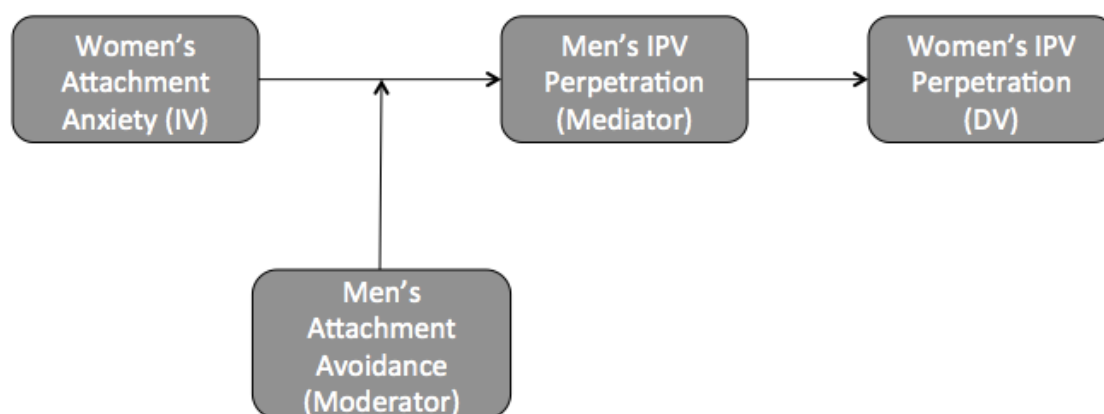 Women’s
Attachment
Anxiety (IV)
Men’s IPV
Perpetration
(Mediator)
Women’s IPV
Perpetration
(DV)
Men’s
Attachment
Avoidance
(Moderator)